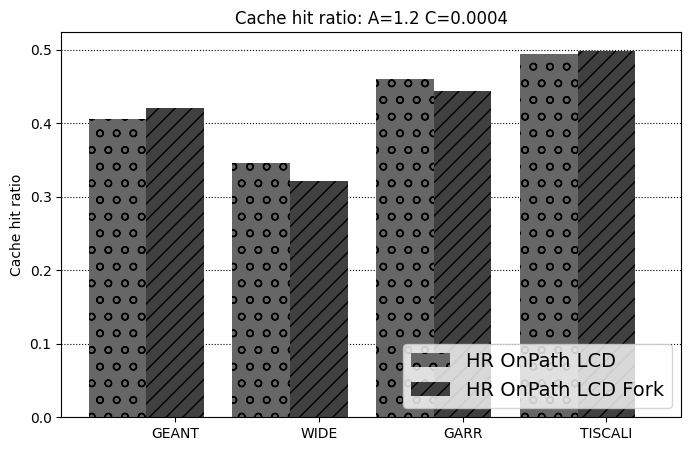 Cache hit ratio: A=1.2 C=0.0004
Cache hit ratio
0.5
0.4
0.3
0.2
0.1
0.0
HR OnPath LCD
HR OnPath LCD Fork
GEANT WIDE GARR TISCALI